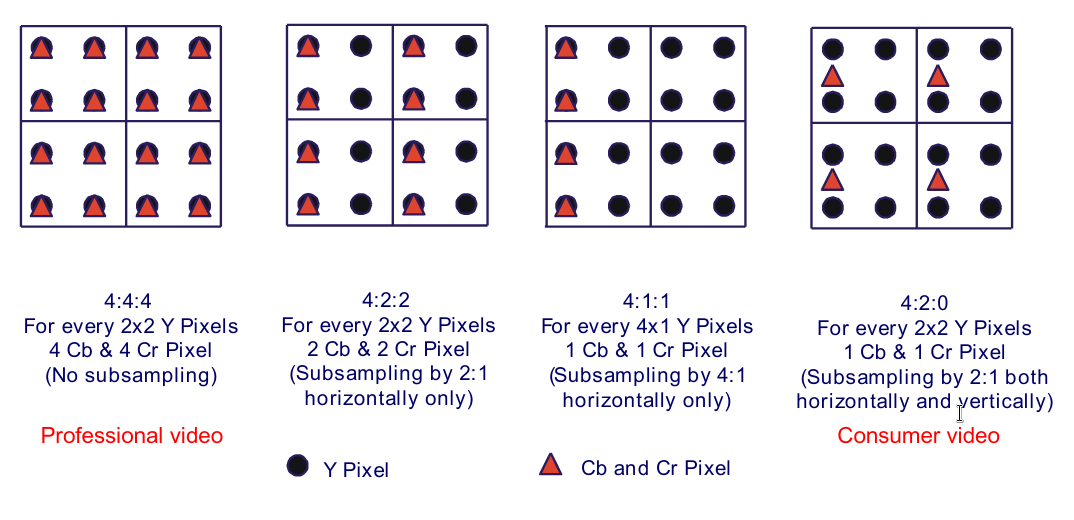 4:4:4
For every 2x2 Y Pixels
4 Cb & 4 Cr Pixel
(No subsampling)
Professional video
4:2:2
For every 2x2 Y Pixels
2 Cb & 2 Cr Pixel
(Subsampling by 2:1
horizontally only)
4:1:1
For every 4x1 Y Pixels
1 Cb & 1 Cr Pixel
(Subsampling by 4:1
horizontally only)
4:2:0
For every 2x2 Y Pixels
1 Cb & 1 Cr Pixel
(Subsampling by 2:1 both
horizontally and vertically)
Consumer video
Y Pixel
Cb and Cr Pixel